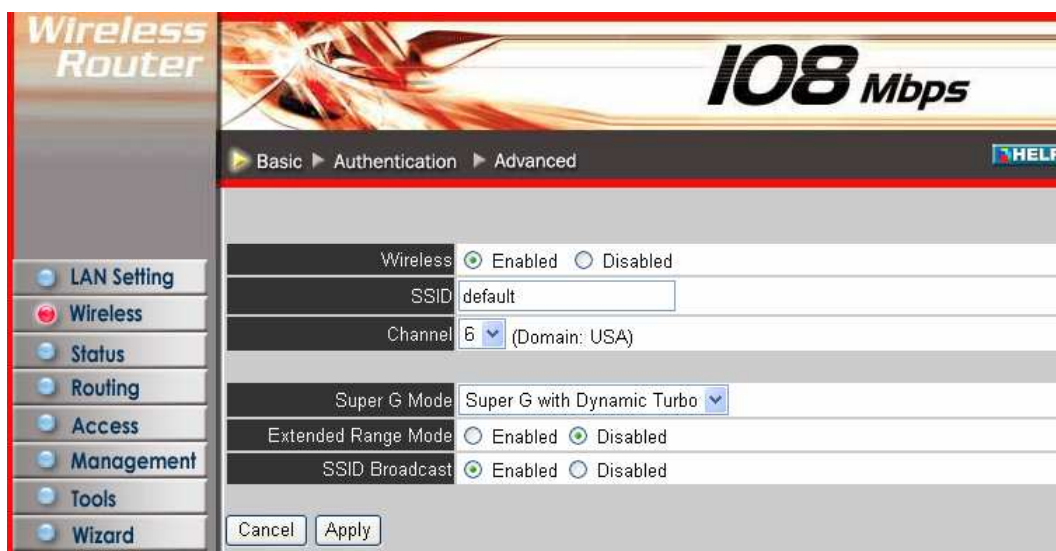 Wireless
Router
108 Mbps
Basic Authentication Advanced
HELP
LAN Setting
Wireless
Status
Routing
Access
Management
Tools
Wizard
Wireless Enabled Disabled
SSID default
Channel 6 (Domain: USA)
Super G Mode Super G with Dynamic Turbo
Extended Range Mode Enabled Disabled
SSID Broadcast Enabled Disabled
Cancel Apply